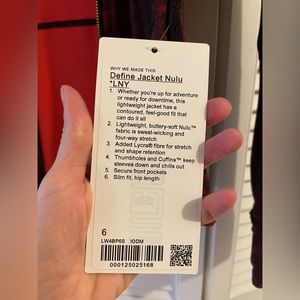 WHY WE MADE THIS
Define Jacket Nulu
*LNY
1. Whether you're up for adventure
or ready for downtime, this
lightweight jacket has a
contoured, feel-good fit that
can do it all
2. Lightweight, buttery-soft Nulu™
fabric is sweat-wicking and
four-way stretch
3. Added Lycra® fibre for stretch
and shape retention
4. Thumbholes and Cuffins™ keep
sleeves down and chills out
5. Secure front pockets
6. Slim fit, hip length
6
LW4BP6S IODM
000125025168